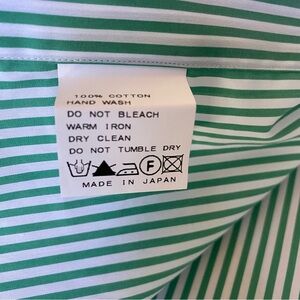 100% COTTON
HAND WASH
DO NOT BLEACH
WARM IRON
DRY CLEAN
DO NOT TUMBLE DRY
F
MADE IN JAPAN